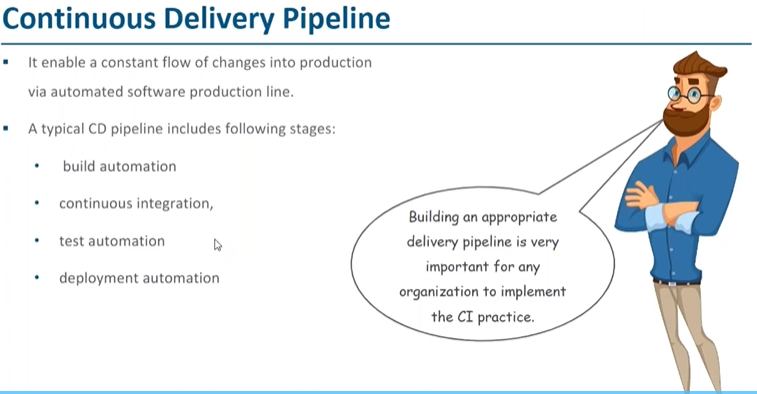 Continuous Delivery Pipeline
▪ It enable a constant flow of changes into production
via automated software production line.
▪ A typical CD pipeline includes following stages:
• build automation
• continuous integration,
• test automation
• deployment automation
Building an appropriate
delivery pipeline is very
important for any
organization to implement
the CI practice.